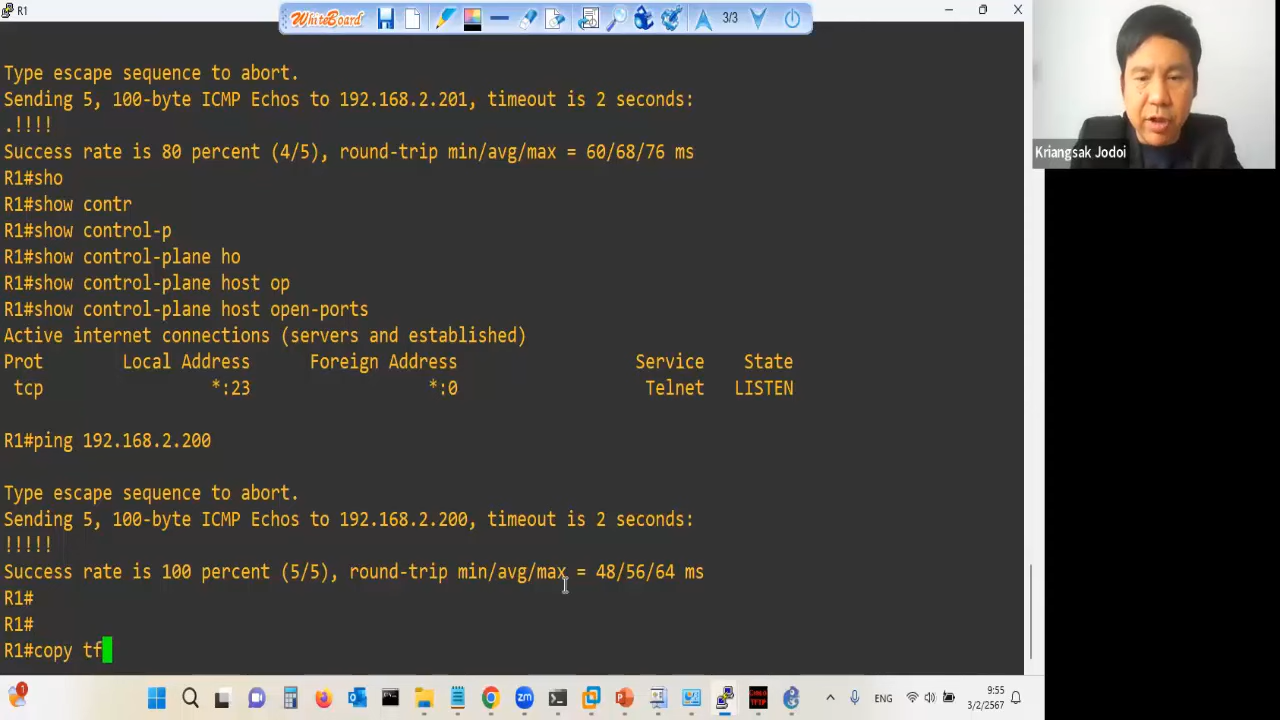 R1
WhiteBoard
3/3
Type escape sequence to abort.
Sending 5, 100-byte ICMP Echos to 192.168.2.201, timeout is 2 seconds:
.!!!!
Success rate is 80 percent (4/5), round-trip min/avg/max = 60/68/76 ms
R1#sho
R1#show contr
R1#show control-p
R1#show control-plane ho
R1#show control-plane host op
R1#show control-plane host open-ports
Active internet connections (servers and established)
Prot Local Address Foreign Address Service State
tcp *:23 *:0 Telnet LISTEN
R1#ping 192.168.2.200
Type escape sequence to abort.
Sending 5, 100-byte ICMP Echos to 192.168.2.200, timeout is 2 seconds:
!!!!!
Success rate is 100 percent (5/5), round-trip min/avg/max = 48/56/64 ms
R1#
R1#
R1#copy tf
Kriangsak Jodoi
1
zm
ENG
9:55
3/2/2567